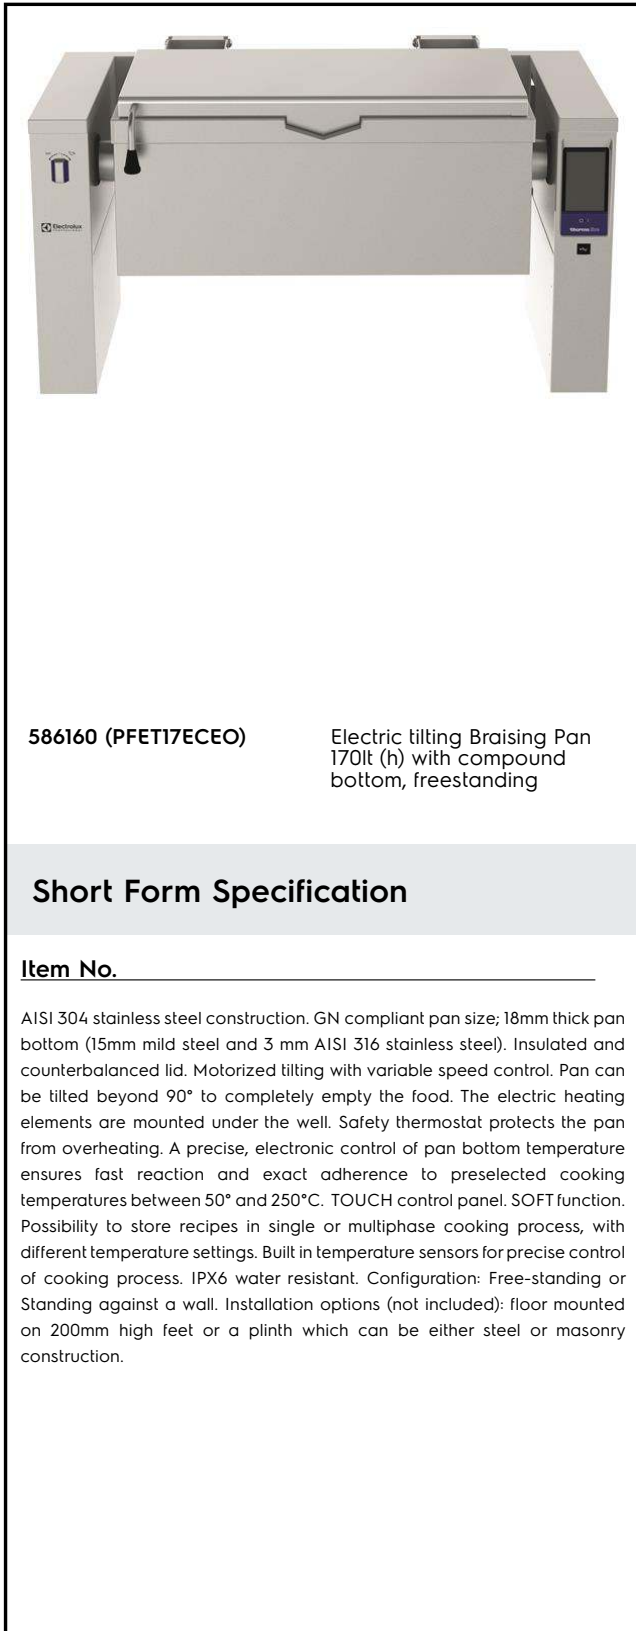 Electrolux
586160 (PFET17ECEO)
Electric tilting Braising Pan
170lt (h) with compound
bottom, freestanding
Short Form Specification
Item No.
AISI 304 stainless steel construction. GN compliant pan size; 18mm thick pan
bottom (15mm mild steel and 3 mm AISI 316 stainless steel). Insulated and
counterbalanced lid. Motorized tilting with variable speed control. Pan can
be tilted beyond 90° to completely empty the food. The electric heating
elements are mounted under the well. Safety thermostat protects the pan
from overheating. A precise, electronic control of pan bottom temperature
ensures fast reaction and exact adherence to preselected cooking
temperatures between 50° and 250°C. TOUCH control panel. SOFT function.
Possibility to store recipes in single or multiphase cooking process, with
different temperature settings. Built in temperature sensors for precise control
of cooking process. IPX6 water resistant. Configuration: Free-standing or
Standing against a wall. Installation options (not included): floor mounted
on 200mm high feet or a plinth which can be either steel or masonry
construction.